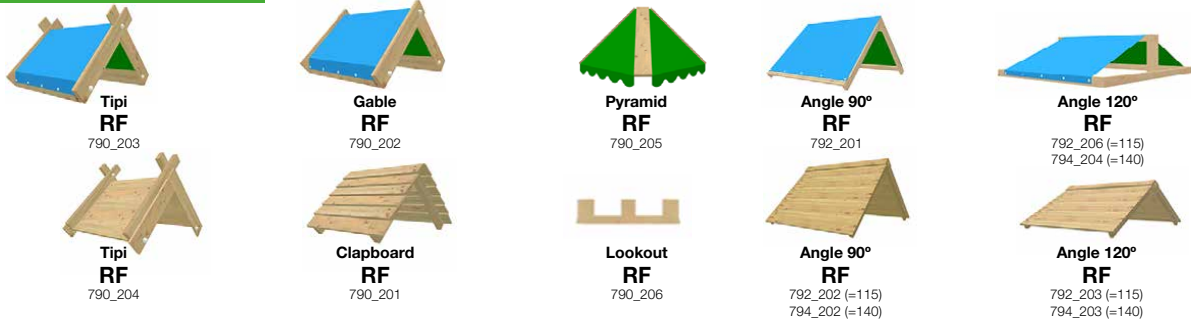 Tipi
RF
790_203
Gable
RF
790_202
Pyramid
RF
790_205
Angle 90º
RF
792_201
Angle 120º
RF
792_206 (=115)
794_204 (=140)
Tipi
RF
790_204
Clapboard
RF
790_201
Lookout
RF
790_206
Angle 90º
RF
792_202 (=115)
794_202 (=140)
Angle 120º
RF
792_203 (=115)
794_203 (=140)